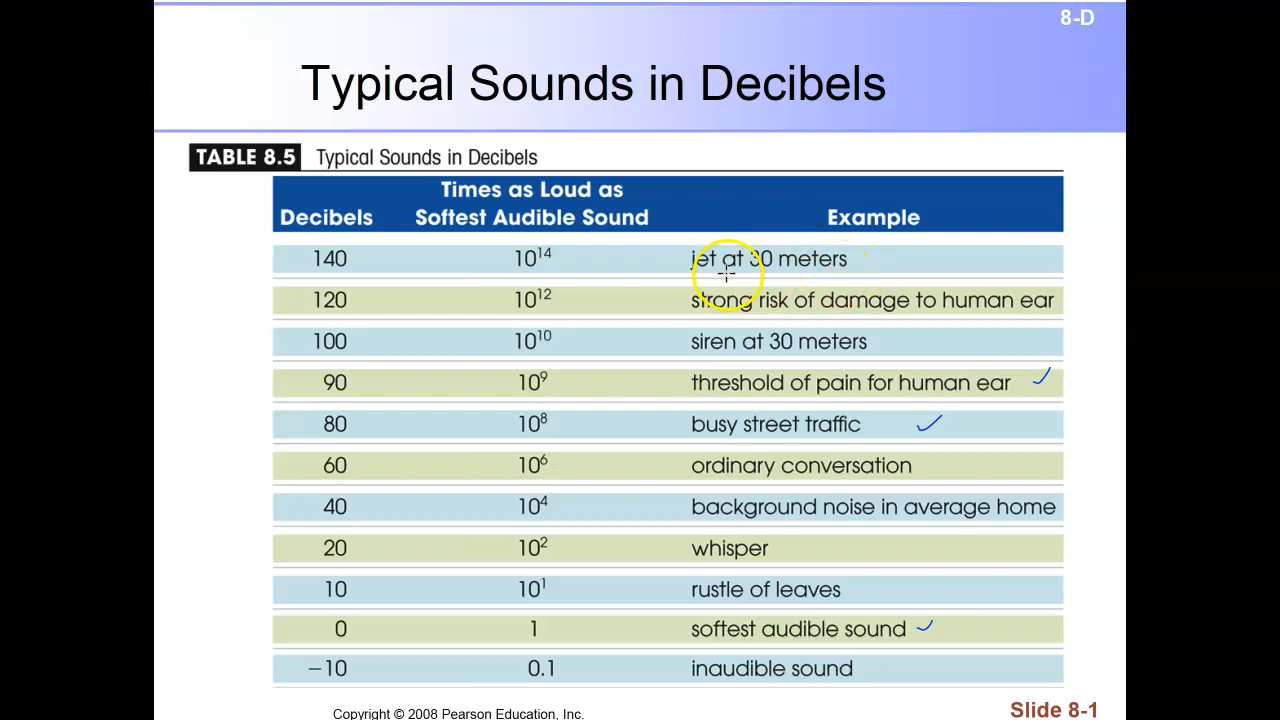 8-D
Typical Sounds in Decibels
TABLE 8.5 Typical Sounds in Decibels
Decibels Times as Loud as Softest Audible Sound Example
140 10¹⁴ jet at 30 meters
120 10¹² strong risk of damage to human ear
100 10¹⁰ siren at 30 meters
90 10⁹ threshold of pain for human ear
80 10⁸ busy street traffic
60 10⁶ ordinary conversation
40 10⁴ background noise in average home
20 10² whisper
10 10¹ rustle of leaves
0 1 softest audible sound
−10 0.1 inaudible sound
Copyright © 2008 Pearson Education, Inc.
Slide 8-1